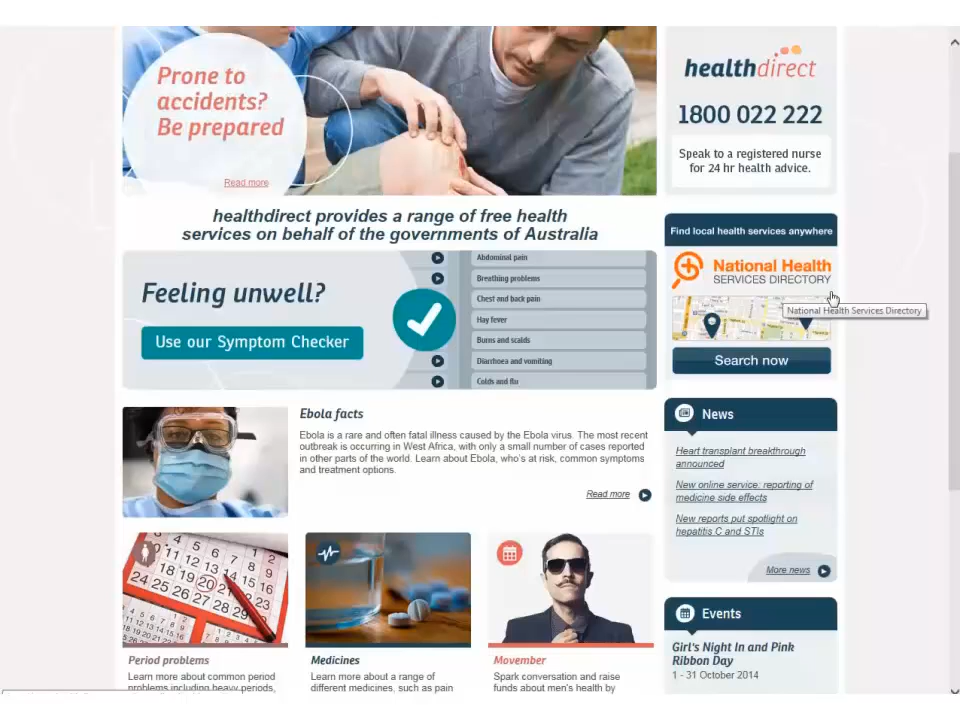 Prone to
accidents?
Be prepared
Read more
healthdirect
1800 022 222
Speak to a registered nurse
for 24 hr health advice.
healthdirect provides a range of free health
services on behalf of the governments of Australia
Find local health services anywhere
National Health
SERVICES DIRECTORY
National Health Services Directory
Search now
Feeling unwell?
Use our Symptom Checker
Abdominal pain
Breathing problems
Chest and back pain
Hay fever
Burns and scalds
Diarrhoea and vomiting
Colds and flu
Ebola facts
Ebola is a rare and often fatal illness caused by the Ebola virus. The most recent
outbreak is occurring in West Africa, with only a small number of cases reported
in other parts of the world. Learn about Ebola, who's at risk, common symptoms
and treatment options.
Read more
News
Heart transplant breakthrough
announced
New online service: reporting of
medicine side effects
New reports put spotlight on
hepatitis C and STIs
More news
Period problems
Learn more about common period
problems including heavy periods,
Medicines
Learn more about a range of
different medicines, such as pain
Movember
Spark conversation and raise
funds about men's health by
Events
Girl's Night In and Pink
Ribbon Day
1 - 31 October 2014